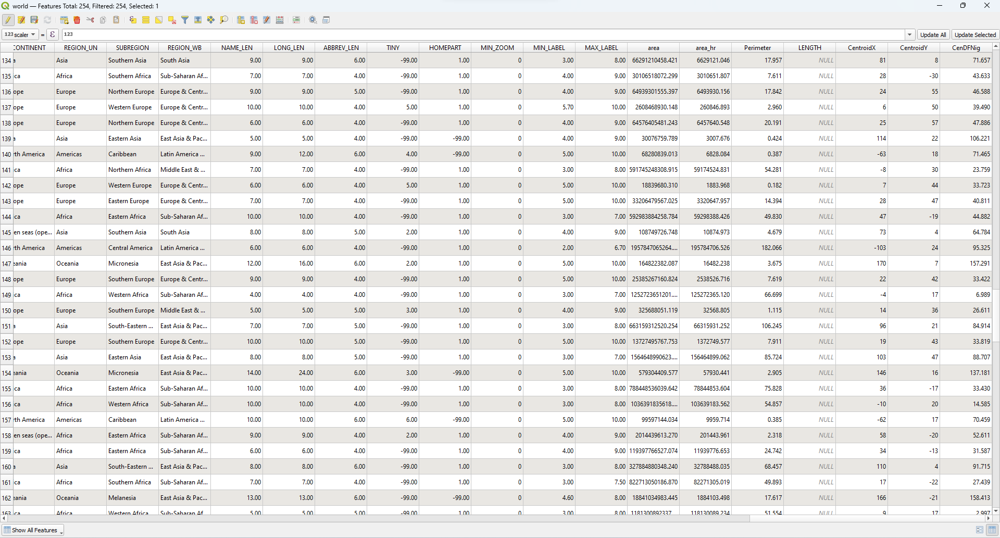 world — Features Total: 254, Filtered: 254, Selected: 1
123 scaler = ε 123 Update All Update Selected
CONTINENT REGION_UN SUBREGION REGION_WB NAME_LEN LONG_LEN ABBREV_LEN TINY HOMEPART MIN_ZOOM MIN_LABEL MAX_LABEL area area_hr Perimeter LENGTH CentroidX CentroidY CenDFNig
134 a Asia Southern Asia South Asia 9.00 9.00 6.00 -99.00 1.00 0 3.00 8.00 66291210458.421 6629121.046 17.957 NULL 81 8 71.657
135 ica Africa Southern Africa Sub-Saharan Af... 7.00 7.00 4.00 -99.00 1.00 0 4.00 9.00 30106518072.299 3010651.807 7.611 NULL 28 -30 43.633
136 ope Europe Northern Europe Europe & Centr... 9.00 9.00 5.00 -99.00 1.00 0 4.00 9.00 64939301555.397 6493930.156 17.842 NULL 24 55 46.588
137 ope Europe Western Europe Europe & Centr... 10.00 10.00 4.00 5.00 1.00 0 5.70 10.00 2608468930.148 260846.893 2.960 NULL 6 50 39.490
138 ope Europe Northern Europe Europe & Centr... 6.00 6.00 4.00 -99.00 1.00 0 4.00 9.00 64576405481.243 6457640.548 20.191 NULL 25 57 47.886
139 a Asia Eastern Asia East Asia & Pac... 5.00 5.00 4.00 -99.00 -99.00 0 4.00 9.00 30076759.789 3007.676 0.424 NULL 114 22 106.221
140 rth America Americas Caribbean Latin America ... 9.00 12.00 6.00 4.00 -99.00 0 5.00 10.00 68280839.013 6828.084 0.387 NULL -63 18 71.465
141 ica Africa Northern Africa Middle East & ... 7.00 7.00 4.00 -99.00 1.00 0 3.00 8.00 591745248308.915 59174524.831 54.281 NULL -8 30 23.759
142 ope Europe Western Europe Europe & Centr... 6.00 6.00 4.00 5.00 1.00 0 5.00 10.00 18839680.310 1883.968 0.182 NULL 7 44 33.723
143 ope Europe Eastern Europe Europe & Centr... 7.00 7.00 4.00 -99.00 1.00 0 5.00 10.00 33206479567.025 3320647.957 14.394 NULL 28 47 40.811
144 ica Africa Eastern Africa Sub-Saharan Af... 10.00 10.00 4.00 -99.00 1.00 0 3.00 7.00 592983884258.784 59298388.426 49.830 NULL 47 -19 44.882
145 en seas (ope... Asia Southern Asia South Asia 8.00 8.00 5.00 2.00 1.00 0 4.00 9.00 108749726.748 10874.973 4.679 NULL 73 4 64.784
146 rth America Americas Central America Latin America ... 6.00 6.00 4.00 -99.00 1.00 0 2.00 6.70 1957847065264.... 195784706.526 182.066 NULL -103 24 95.325
147 eania Oceania Micronesia East Asia & Pac... 12.00 16.00 6.00 2.00 1.00 0 5.00 10.00 164822382.087 16482.238 3.675 NULL 170 7 157.291
148 ope Europe Southern Europe Europe & Centr... 9.00 9.00 4.00 -99.00 1.00 0 5.00 10.00 25385267160.824 2538526.716 7.619 NULL 22 42 33.422
149 ica Africa Western Africa Sub-Saharan Af... 4.00 4.00 4.00 -99.00 1.00 0 3.00 7.00 1252723651201.... 125272365.120 66.699 NULL -4 17 6.989
150 ope Europe Southern Europe Middle East & ... 5.00 5.00 5.00 3.00 1.00 0 4.00 9.00 325688051.119 32568.805 1.115 NULL 14 36 26.611
151 a Asia South-Eastern ... East Asia & Pac... 7.00 7.00 5.00 -99.00 1.00 0 3.00 8.00 663159312520.254 66315931.252 106.245 NULL 96 21 84.914
152 ope Europe Southern Europe Europe & Centr... 10.00 10.00 5.00 -99.00 1.00 0 5.00 10.00 13727495767.753 1372749.577 7.911 NULL 19 43 33.819
153 a Asia Eastern Asia East Asia & Pac... 8.00 8.00 5.00 -99.00 1.00 0 3.00 7.00 1564648990623.... 156464899.062 85.724 NULL 103 47 88.707
154 eania Oceania Micronesia East Asia & Pac... 14.00 24.00 6.00 3.00 -99.00 0 5.00 10.00 579304409.577 57930.441 2.905 NULL 146 16 137.181
155 ica Africa Eastern Africa Sub-Saharan Af... 10.00 10.00 4.00 -99.00 1.00 0 3.00 8.00 788448536039.642 78844853.604 75.828 NULL 36 -17 33.430
156 ica Africa Western Africa Sub-Saharan Af... 10.00 10.00 4.00 -99.00 1.00 0 3.00 8.00 1036391835618.... 103639183.562 54.857 NULL -10 20 14.585
157 rth America Americas Caribbean Latin America ... 10.00 10.00 6.00 6.00 -99.00 0 5.00 10.00 99597144.034 9959.714 0.385 NULL -62 17 70.459
158 en seas (ope... Africa Eastern Africa Sub-Saharan Af... 9.00 9.00 4.00 2.00 1.00 0 4.00 9.00 2014439613.270 201443.961 2.318 NULL 58 -20 52.611
159 ica Africa Eastern Africa Sub-Saharan Af... 6.00 6.00 4.00 -99.00 1.00 0 4.00 9.00 119397766527.074 11939776.653 24.742 NULL 34 -13 31.587
160 a Asia South-Eastern ... East Asia & Pac... 8.00 8.00 6.00 -99.00 1.00 0 3.00 8.00 327884880348.240 32788488.035 68.457 NULL 110 4 91.715
161 ica Africa Southern Africa Sub-Saharan Af... 7.00 7.00 4.00 -99.00 1.00 0 3.00 7.50 822713050186.870 82271305.019 49.893 NULL 17 -22 27.439
162 eania Oceania Melanesia East Asia & Pac... 13.00 13.00 6.00 -99.00 -99.00 0 4.60 8.00 18841034983.445 1884103.498 17.617 NULL 166 -21 158.413
163 ica Africa Western Africa Sub-Saharan Af... 5.00 5.00 5.00 -99.00 1.00 0 3.00 8.00 1181300892337.... 118130089.234 51.554 NULL 9 17 2.997
Show All Features